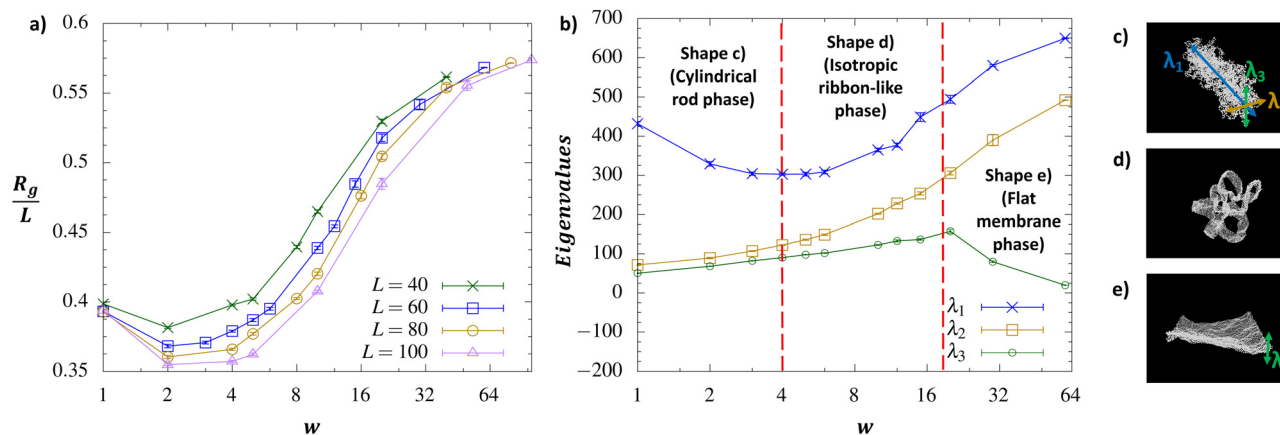 a)
0.6
0.55
0.5
0.45
0.4
0.35
R_g
L
L = 40
L = 60
L = 80
L = 100
1
2
4
8
16
32
64
w
b)
700
600
500
400
300
200
100
0
−100
−200
Eigenvalues
Shape c)
(Cylindrical
rod phase)
Shape d)
(Isotropic
ribbon-like
phase)
Shape e)
(Flat
membrane
phase)
λ₁
λ₂
λ₃
1
2
4
8
16
32
64
w
c)
λ₁
λ₃
λ
d)
e)
λ